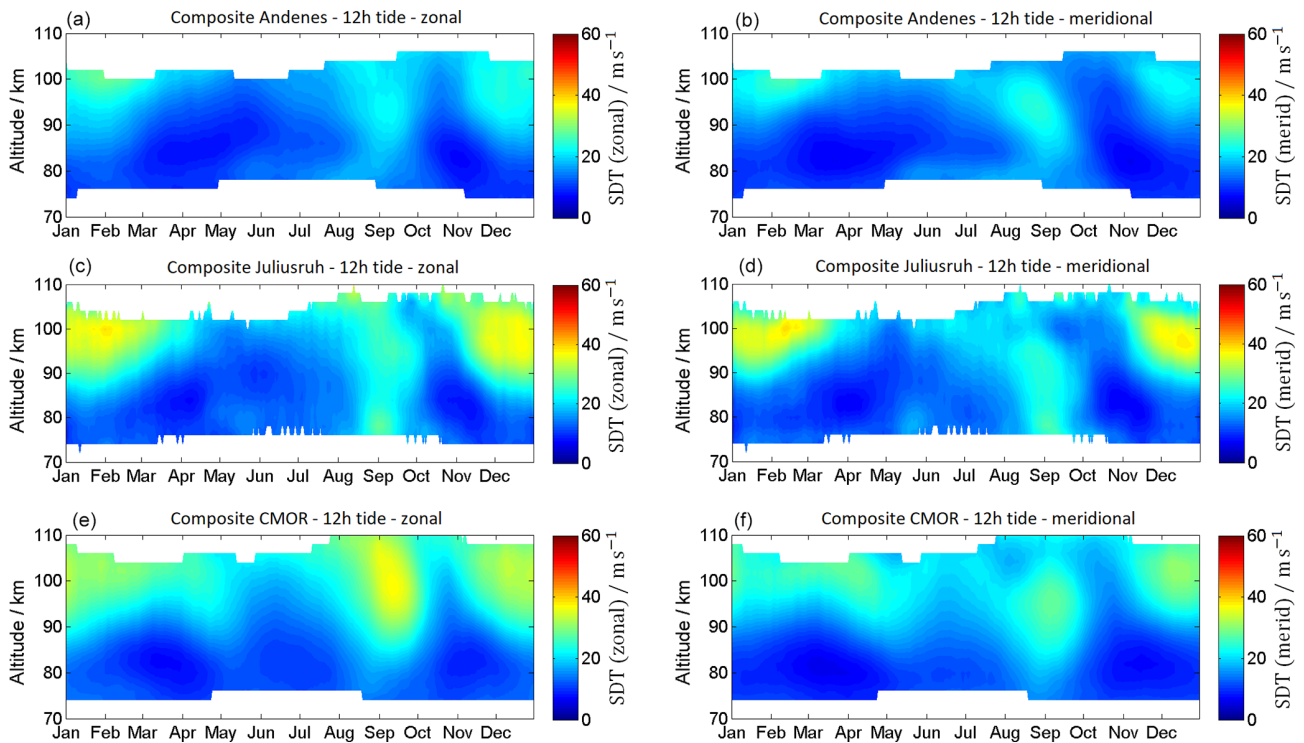 (a) Composite Andenes - 12h tide - zonal
110
100
90
80
70
Altitude / km
Jan Feb Mar Apr May Jun Jul Aug Sep Oct Nov Dec
60
40
20
0
SDT (zonal) / m s⁻¹
(b) Composite Andenes - 12h tide - meridional
110
100
90
80
70
Altitude / km
Jan Feb Mar Apr May Jun Jul Aug Sep Oct Nov Dec
60
40
20
0
SDT (merid) / m s⁻¹
(c) Composite Juliusruh - 12h tide - zonal
110
100
90
80
70
Altitude / km
Jan Feb Mar Apr May Jun Jul Aug Sep Oct Nov Dec
60
40
20
0
SDT (zonal) / m s⁻¹
(d) Composite Juliusruh - 12h tide - meridional
110
100
90
80
70
Altitude / km
Jan Feb Mar Apr May Jun Jul Aug Sep Oct Nov Dec
60
40
20
0
SDT (merid) / m s⁻¹
(e) Composite CMOR - 12h tide - zonal
110
100
90
80
70
Altitude / km
Jan Feb Mar Apr May Jun Jul Aug Sep Oct Nov Dec
60
40
20
0
SDT (zonal) / m s⁻¹
(f) Composite CMOR - 12h tide - meridional
110
100
90
80
70
Altitude / km
Jan Feb Mar Apr May Jun Jul Aug Sep Oct Nov Dec
60
40
20
0
SDT (merid) / m s⁻¹